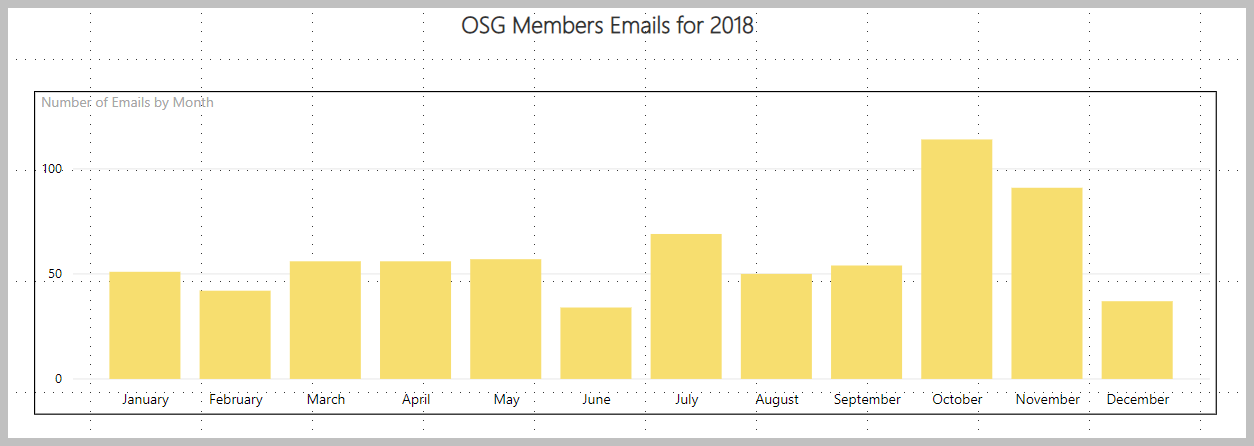 OSG Members Emails for 2018
Number of Emails by Month
100
50
0
January February March April May June July August September October November December